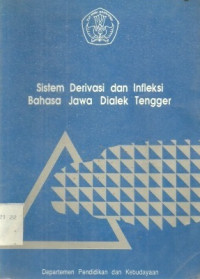 Sistem Derivasi dan Infleksi
Bahasa Jawa Dialek Tengger
Departemen Pendidikan dan Kebudayaan